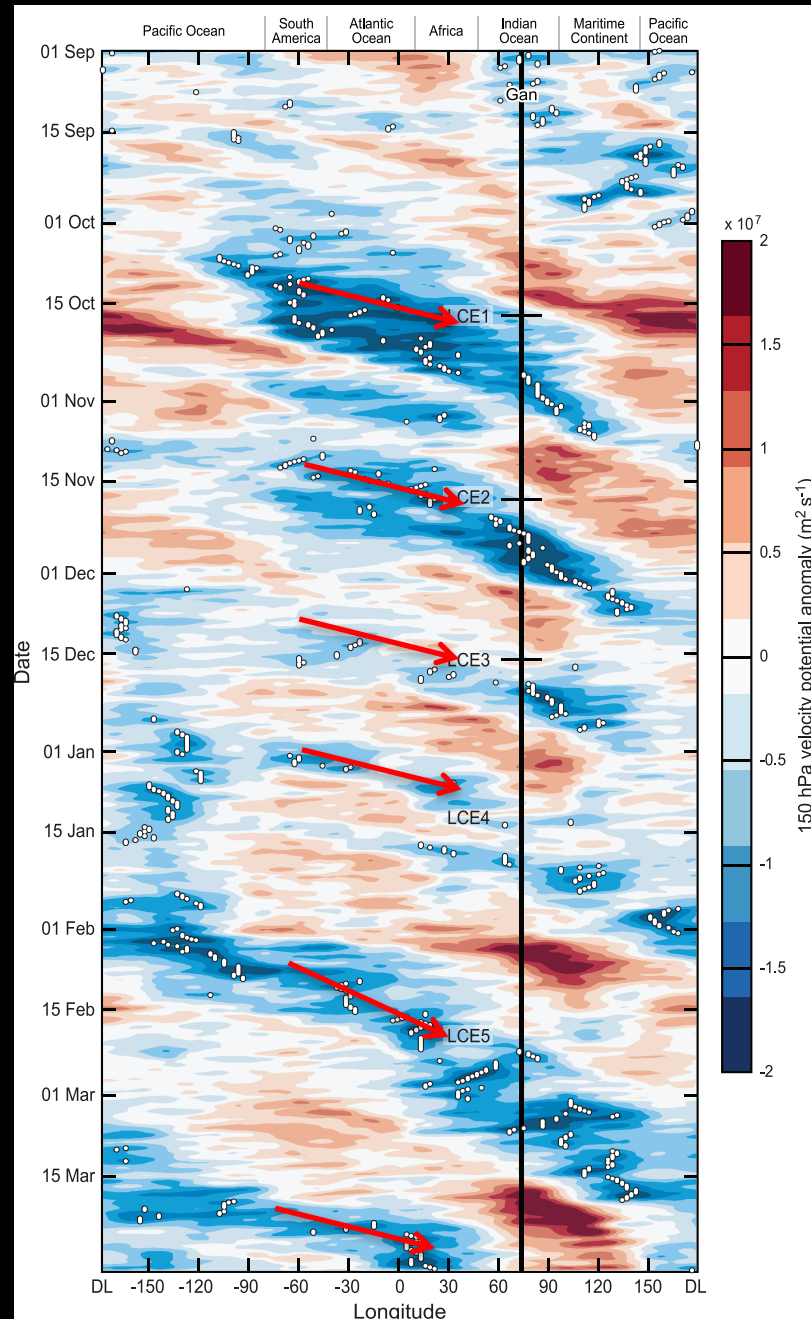 Pacific Ocean
South America
Atlantic Ocean
Africa
Indian Ocean
Maritime Continent
Pacific Ocean
01 Sep
Gan
15 Sep
01 Oct
15 Oct
LCE1
01 Nov
15 Nov
LCE2
01 Dec
15 Dec
LCE3
01 Jan
LCE4
15 Jan
01 Feb
15 Feb
LCE5
01 Mar
15 Mar
Date
DL -150 -120 -90 -60 -30 0 30 60 90 120 150 DL
Longitude
x 10⁷
2
1.5
1
0.5
0
-0.5
-1
-1.5
-2
150 hPa velocity potential anomaly (m² s⁻¹)